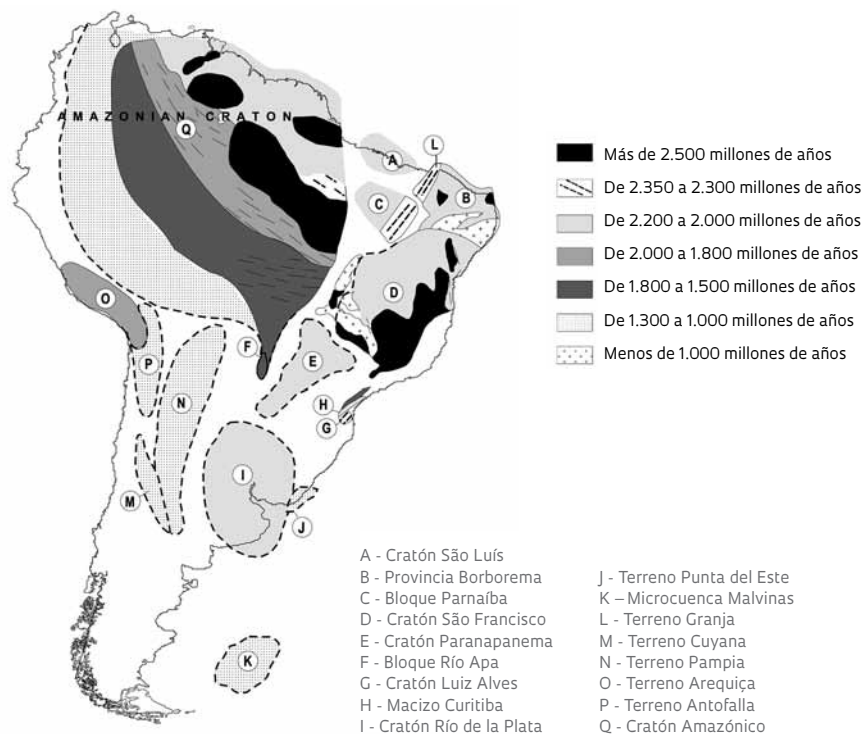 AMAZONIAN CRATON
Q
A
L
C
B
D
O
P
F
E
N
H
G
M
I
J
K
Más de 2.500 millones de años
De 2.350 a 2.300 millones de años
De 2.200 a 2.000 millones de años
De 2.000 a 1.800 millones de años
De 1.800 a 1.500 millones de años
De 1.300 a 1.000 millones de años
Menos de 1.000 millones de años
A - Cratón São Luís
B - Provincia Borborema
C - Bloque Parnaíba
D - Cratón São Francisco
E - Cratón Paranapanema
F - Bloque Río Apa
G - Cratón Luiz Alves
H - Macizo Curitiba
I - Cratón Río de la Plata
J - Terreno Punta del Este
K – Microcuenca Malvinas
L - Terreno Granja
M - Terreno Cuyana
N - Terreno Pampia
O - Terreno Arequiça
P - Terreno Antofalla
Q - Cratón Amazónico